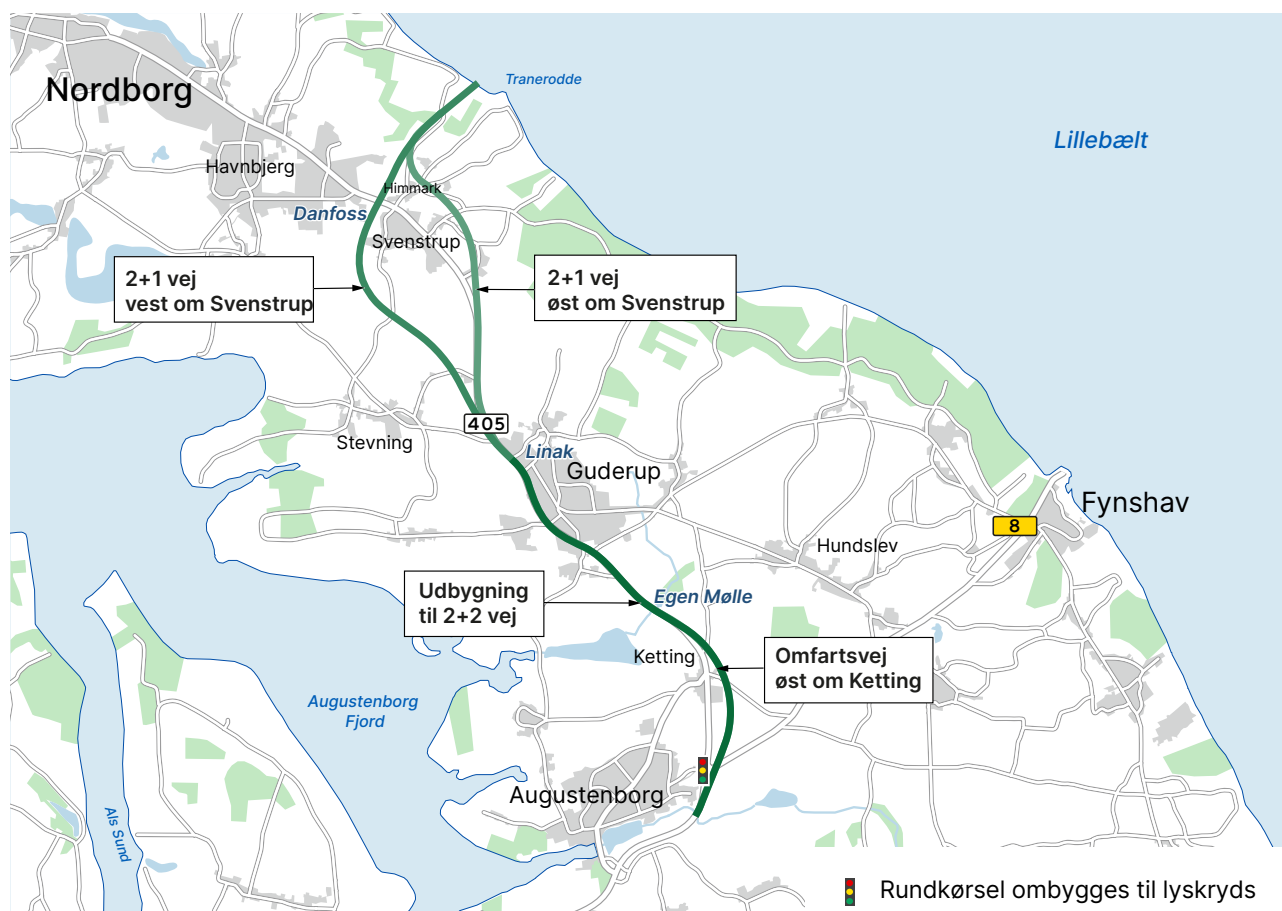 Tranerodde
Nordborg
Lillebælt
Havnbjerg
Himmark
Danfoss
Svenstrup
2+1 vej
vest om Svenstrup
2+1 vej
øst om Svenstrup
405
Stevning
Linak
Guderup
Fynshav
8
Hundslev
Udbygning
til 2+2 vej
Egen Mølle
Ketting
Omfartsvej
øst om Ketting
Augustenborg
Fjord
Augustenborg
Als Sund
Rundkørsel ombygges til lyskryds